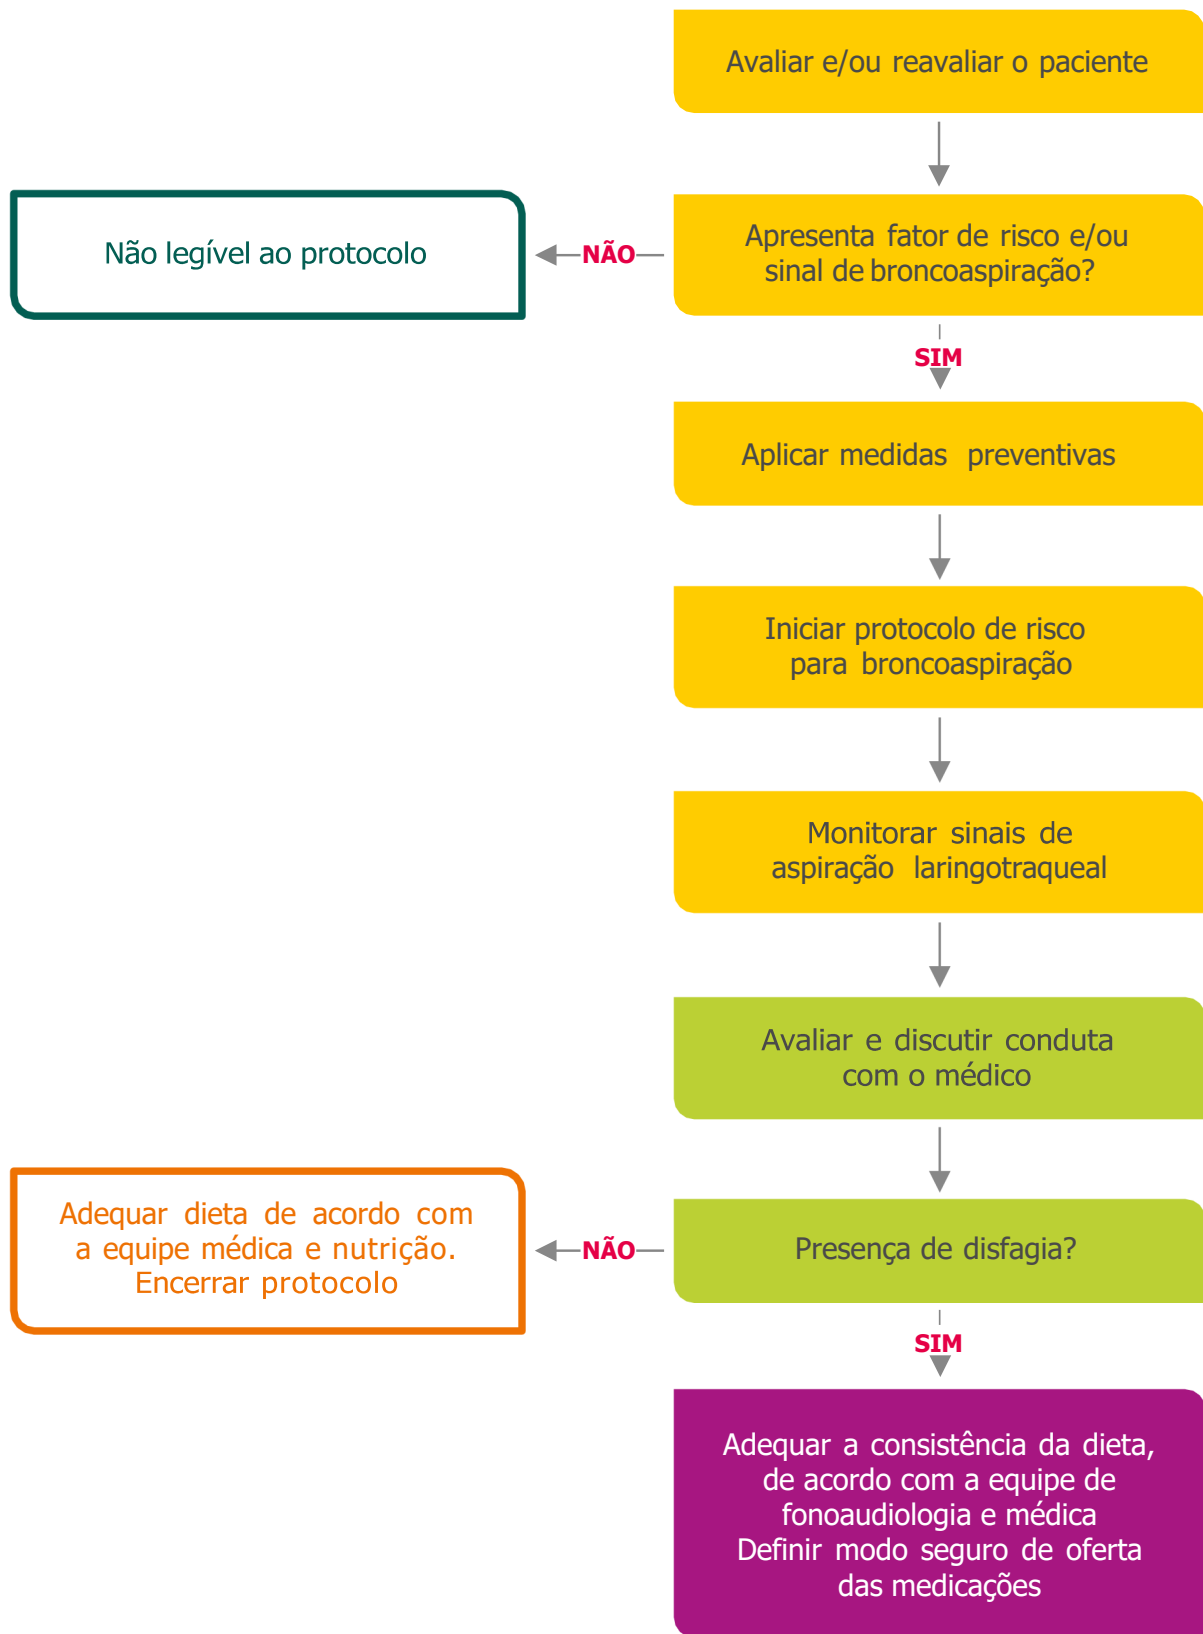 Avaliar e/ou reavaliar o paciente
Não legível ao protocolo
NÃO
Apresenta fator de risco e/ou
sinal de broncoaspiração?
SIM
Aplicar medidas preventivas
Iniciar protocolo de risco
para broncoaspiração
Monitorar sinais de
aspiração laringotraqueal
Avaliar e discutir conduta
com o médico
Adequar dieta de acordo com
a equipe médica e nutrição.
Encerrar protocolo
NÃO
Presença de disfagia?
SIM
Adequar a consistência da dieta,
de acordo com a equipe de
fonoaudiologia e médica
Definir modo seguro de oferta
das medicações